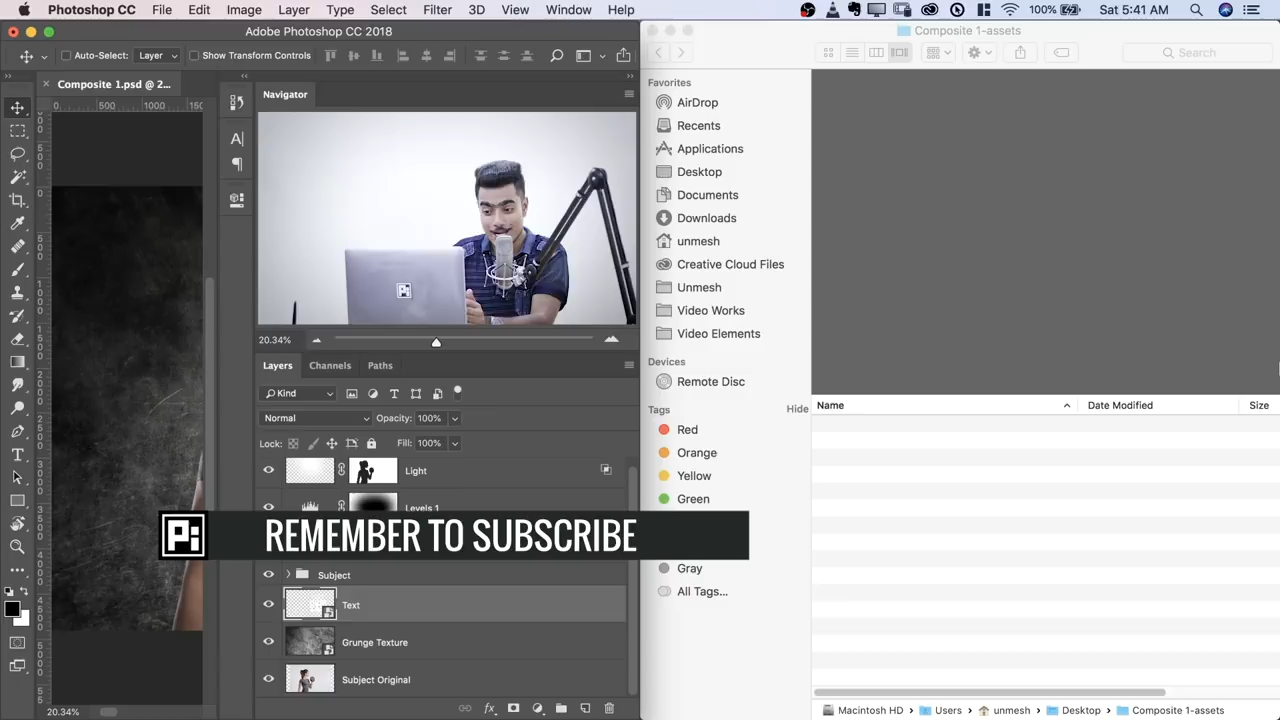 Photoshop CC File Edit Image Layer Type Select Filter 3D View Window Help 100% Sat 5:41 AM
Adobe Photoshop CC 2018
Composite 1-assets
Auto-Select: Layer Show Transform Controls
Search
Composite 1.psd @ 2...
0 500 1000 150
Navigator
20.34%
Layers Channels Paths
Kind
Normal Opacity: 100%
Lock: Fill: 100%
Light
Levels 1
Pi REMEMBER TO SUBSCRIBE
Subject
Text
Grunge Texture
Subject Original
20.34%
Favorites
AirDrop
Recents
Applications
Desktop
Documents
Downloads
unmesh
Creative Cloud Files
Unmesh
Video Works
Video Elements
Devices
Remote Disc
Tags Hide
Red
Orange
Yellow
Green
Gray
All Tags...
Name Date Modified Size
Macintosh HD Users unmesh Desktop Composite 1-assets